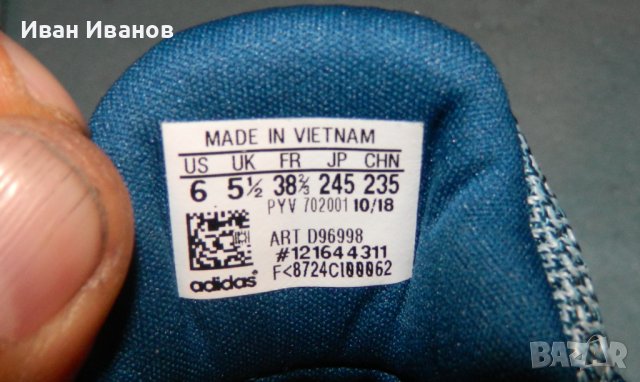 Иван Иванов
MADE IN VIETNAM
US UK FR JP CHN
6 5½ 38⅔ 245 235
PYV 702001 10/18
ART D96998
#121644311
F<8724C100062
adidas
BAZAR